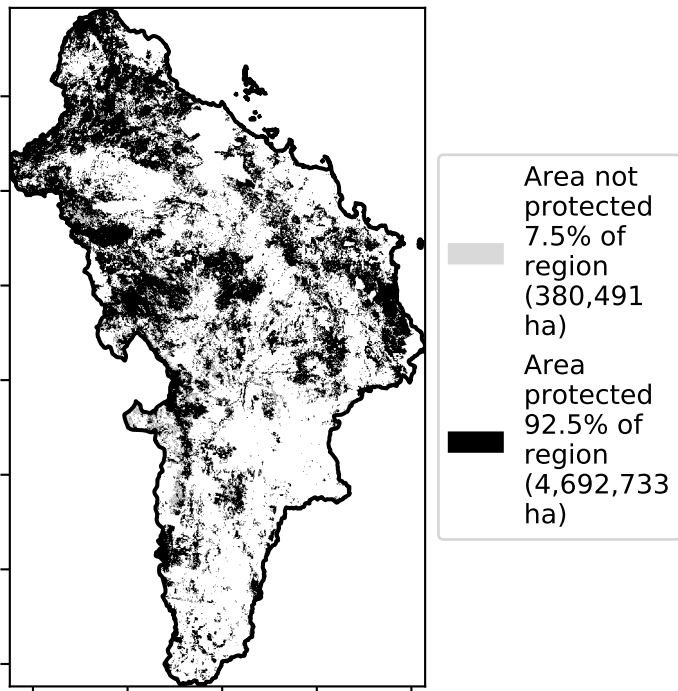 Area not
protected
7.5% of
region
(380,491
ha)
Area
protected
92.5% of
region
(4,692,733
ha)